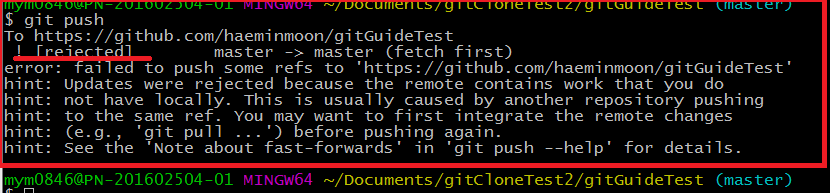 mym0846@PN-201602504-01 MINGW64 ~/Documents/gitCloneTest2/gitGuideTest (master)
$ git push
To https://github.com/haeminmoon/gitGuideTest
 ! [rejected]        master -> master (fetch first)
error: failed to push some refs to 'https://github.com/haeminmoon/gitGuideTest'
hint: Updates were rejected because the remote contains work that you do
hint: not have locally. This is usually caused by another repository pushing
hint: to the same ref. You may want to first integrate the remote changes
hint: (e.g., 'git pull ...') before pushing again.
hint: See the 'Note about fast-forwards' in 'git push --help' for details.
mym0846@PN-201602504-01 MINGW64 ~/Documents/gitCloneTest2/gitGuideTest (master)
$